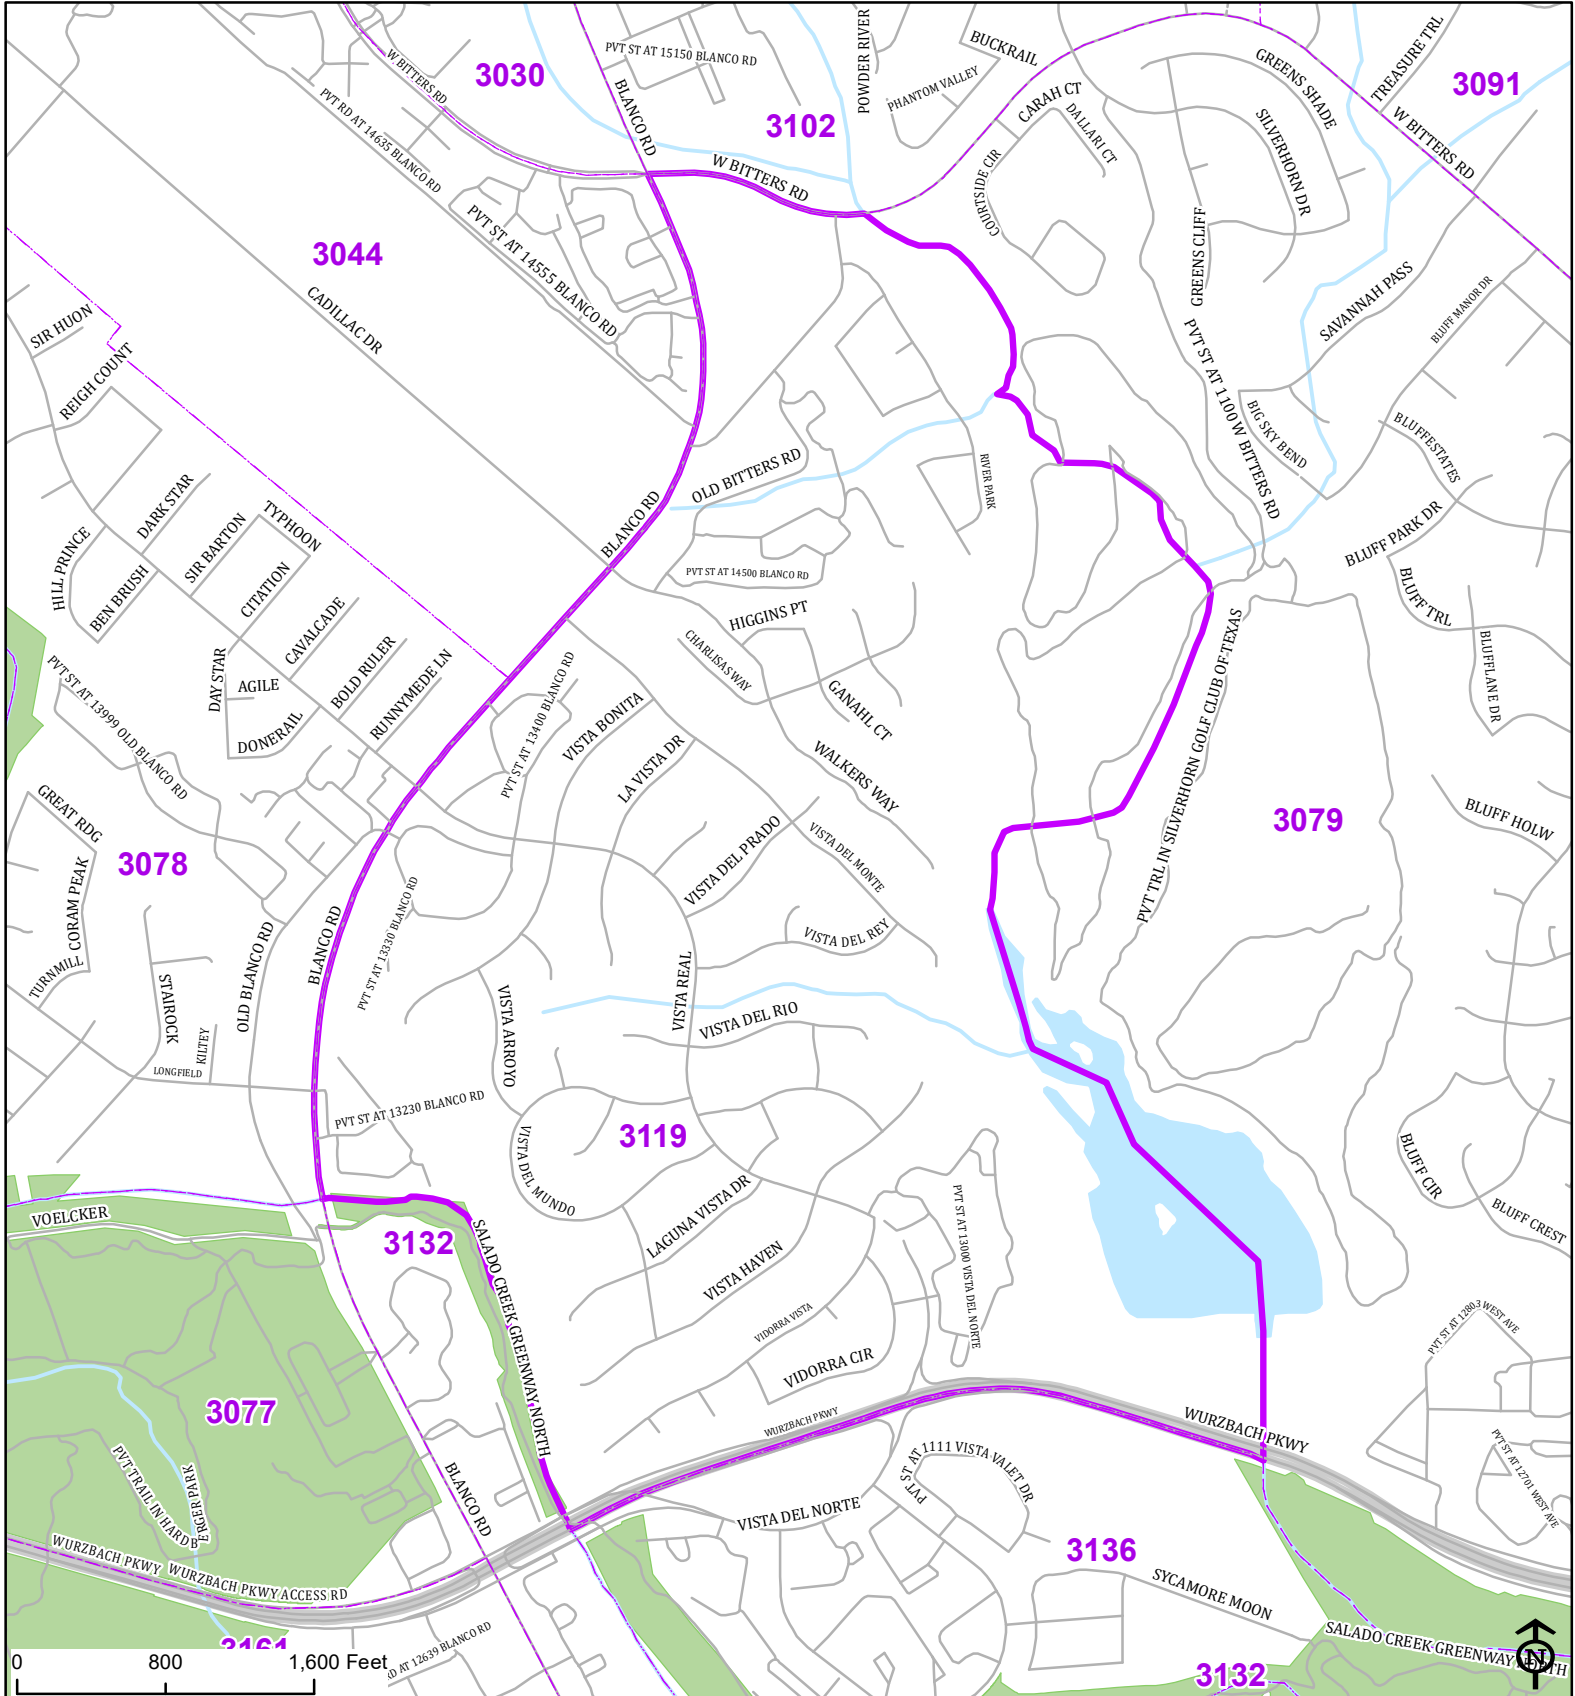 PVT ST AT 15150 BLANCO RD
POWDER RIVER
BUCKRAIL
GREENS SHADE
TREASURE TRL
W BITTERS RD
3030
BLANCO RD
PHANTOM VALLEY
3091
PVT RD AT 14635 BLANCO RD
3102
CARAH CT
DALLARI CT
SILVERHORN DR
W BITTERS RD
W BITTERS RD
COURTSIDE CIR
PVT ST AT 14555 BLANCO RD
3044
GREENS CLIFF
SAVANNAH PASS
BLUFF MANOR DR
SIR HUON
CADILLAC DR
PVT ST AT 1100 W BITTERS RD
REIGH COUNT
BIG SKY BEND
BLUFFESTATES
OLD BITTERS RD
RIVER PARK
DARK STAR
BLANCO RD
TYPHOON
SIR BARTON
HILL PRINCE
BLUFF PARK DR
PVT ST AT 14500 BLANCO RD
BEN BRUSH
CITATION
BLUFF TRL
HIGGINS PT
CAVALCADE
CHARLISAS WAY
PVT ST AT 13999 OLD BLANCO RD
DAY STAR
AGILE
BOLD RULER
RUNNYMEDE LN
BLUFFLANE DR
DONERAIL
PVT ST AT 13400 BLANCO RD
VISTA BONITA
GANAHL CT
PVT TRL IN SILVERHORN GOLF CLUB OF TEXAS
LA VISTA DR
WALKERS WAY
GREAT RDG
3079
BLUFF HOLW
3078
VISTA DEL PRADO
VISTA DEL MONTE
CORAM PEAK
PVT ST AT 13330 BLANCO RD
BLANCO RD
OLD BLANCO RD
VISTA DEL REY
TURNMILL
STAIROCK
VISTA REAL
VISTA ARROYO
VISTA DEL RIO
KILTEY
LONGFIELD
PVT ST AT 13230 BLANCO RD
3119
VISTA DEL MUNDO
BLUFF CIR
LAGUNA VISTA DR
VOELCKER
3132
SALADO CREEK GREENWAY NORTH
PVT ST AT 13000 VISTA DEL NORTE
BLUFF CREST
VISTA HAVEN
VIDORRA VISTA
PVT ST AT 12803 WEST AVE
VIDORRA CIR
3077
WURZBACH PKWY
WURZBACH PKWY
PVT TRAIL IN HARDBERGER PARK
BLANCO RD
PVT ST AT 1111 VISTA VALET DR
PVT ST AT 12701 WEST AVE
VISTA DEL NORTE
WURZBACH PKWY
WURZBACH PKWY ACCESS RD
3136
SYCAMORE MOON
3161
SALADO CREEK GREENWAY NORTH
RD AT 12639 BLANCO RD
3132
0 800 1,600 Feet
N